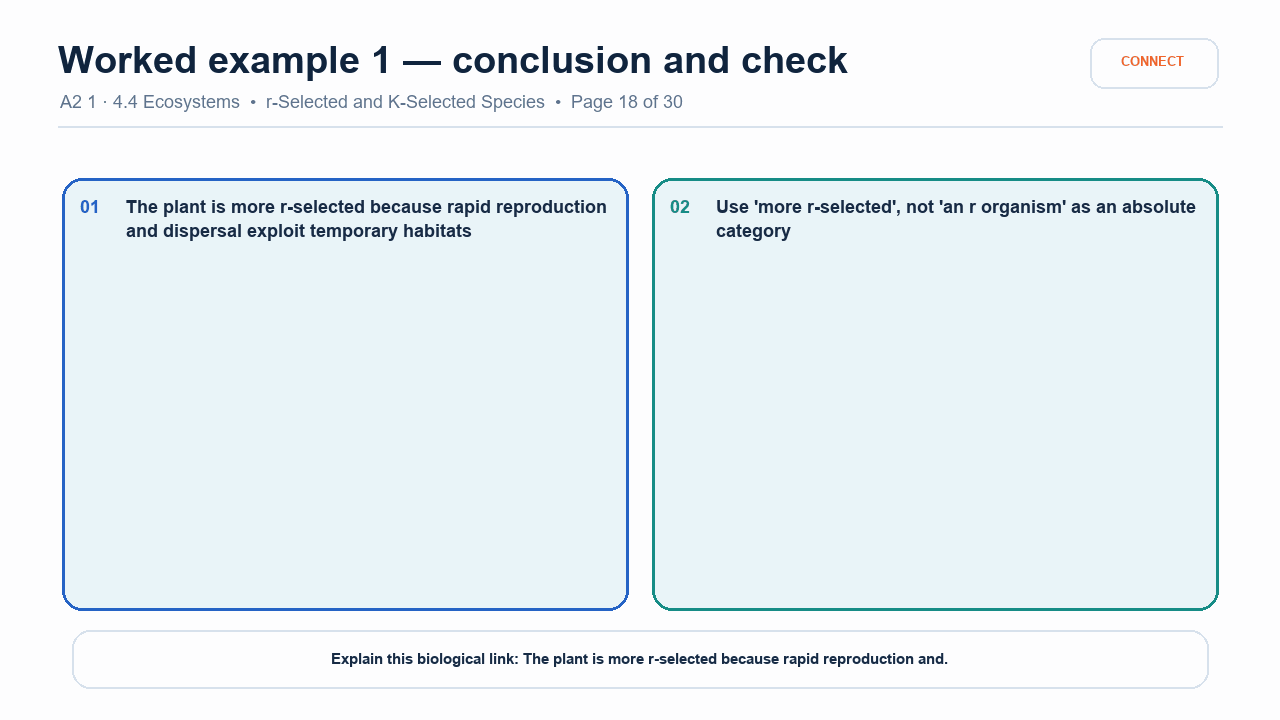 Worked example 1 — conclusion and check
CONNECT
A2 1 · 4.4 Ecosystems • r-Selected and K-Selected Species • Page 18 of 30
01 The plant is more r-selected because rapid reproduction
and dispersal exploit temporary habitats
02 Use 'more r-selected', not 'an r organism' as an absolute
category
Explain this biological link: The plant is more r-selected because rapid reproduction and.